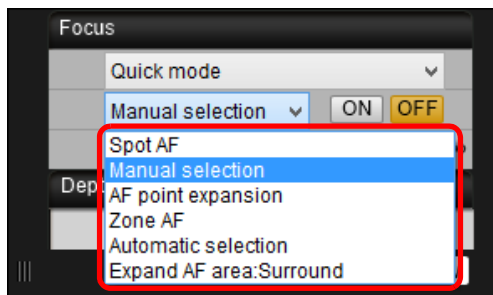 Focus
Quick mode
Manual selection ON OFF
Spot AF
Manual selection
Dep
AF point expansion
Zone AF
Automatic selection
Expand AF area:Surround